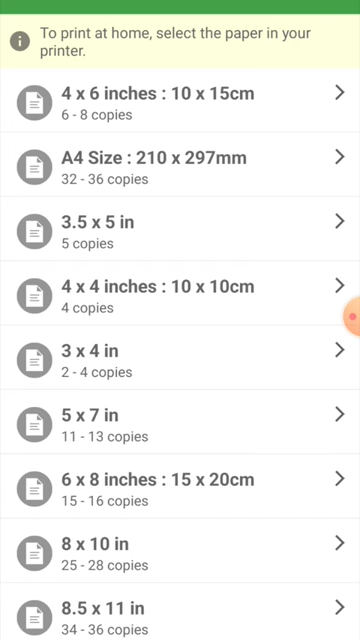 To print at home, select the paper in your
printer.
4 x 6 inches : 10 x 15cm
6 - 8 copies
A4 Size : 210 x 297mm
32 - 36 copies
3.5 x 5 in
5 copies
4 x 4 inches : 10 x 10cm
4 copies
3 x 4 in
2 - 4 copies
5 x 7 in
11 - 13 copies
6 x 8 inches : 15 x 20cm
15 - 16 copies
8 x 10 in
25 - 28 copies
8.5 x 11 in
34 - 36 copies